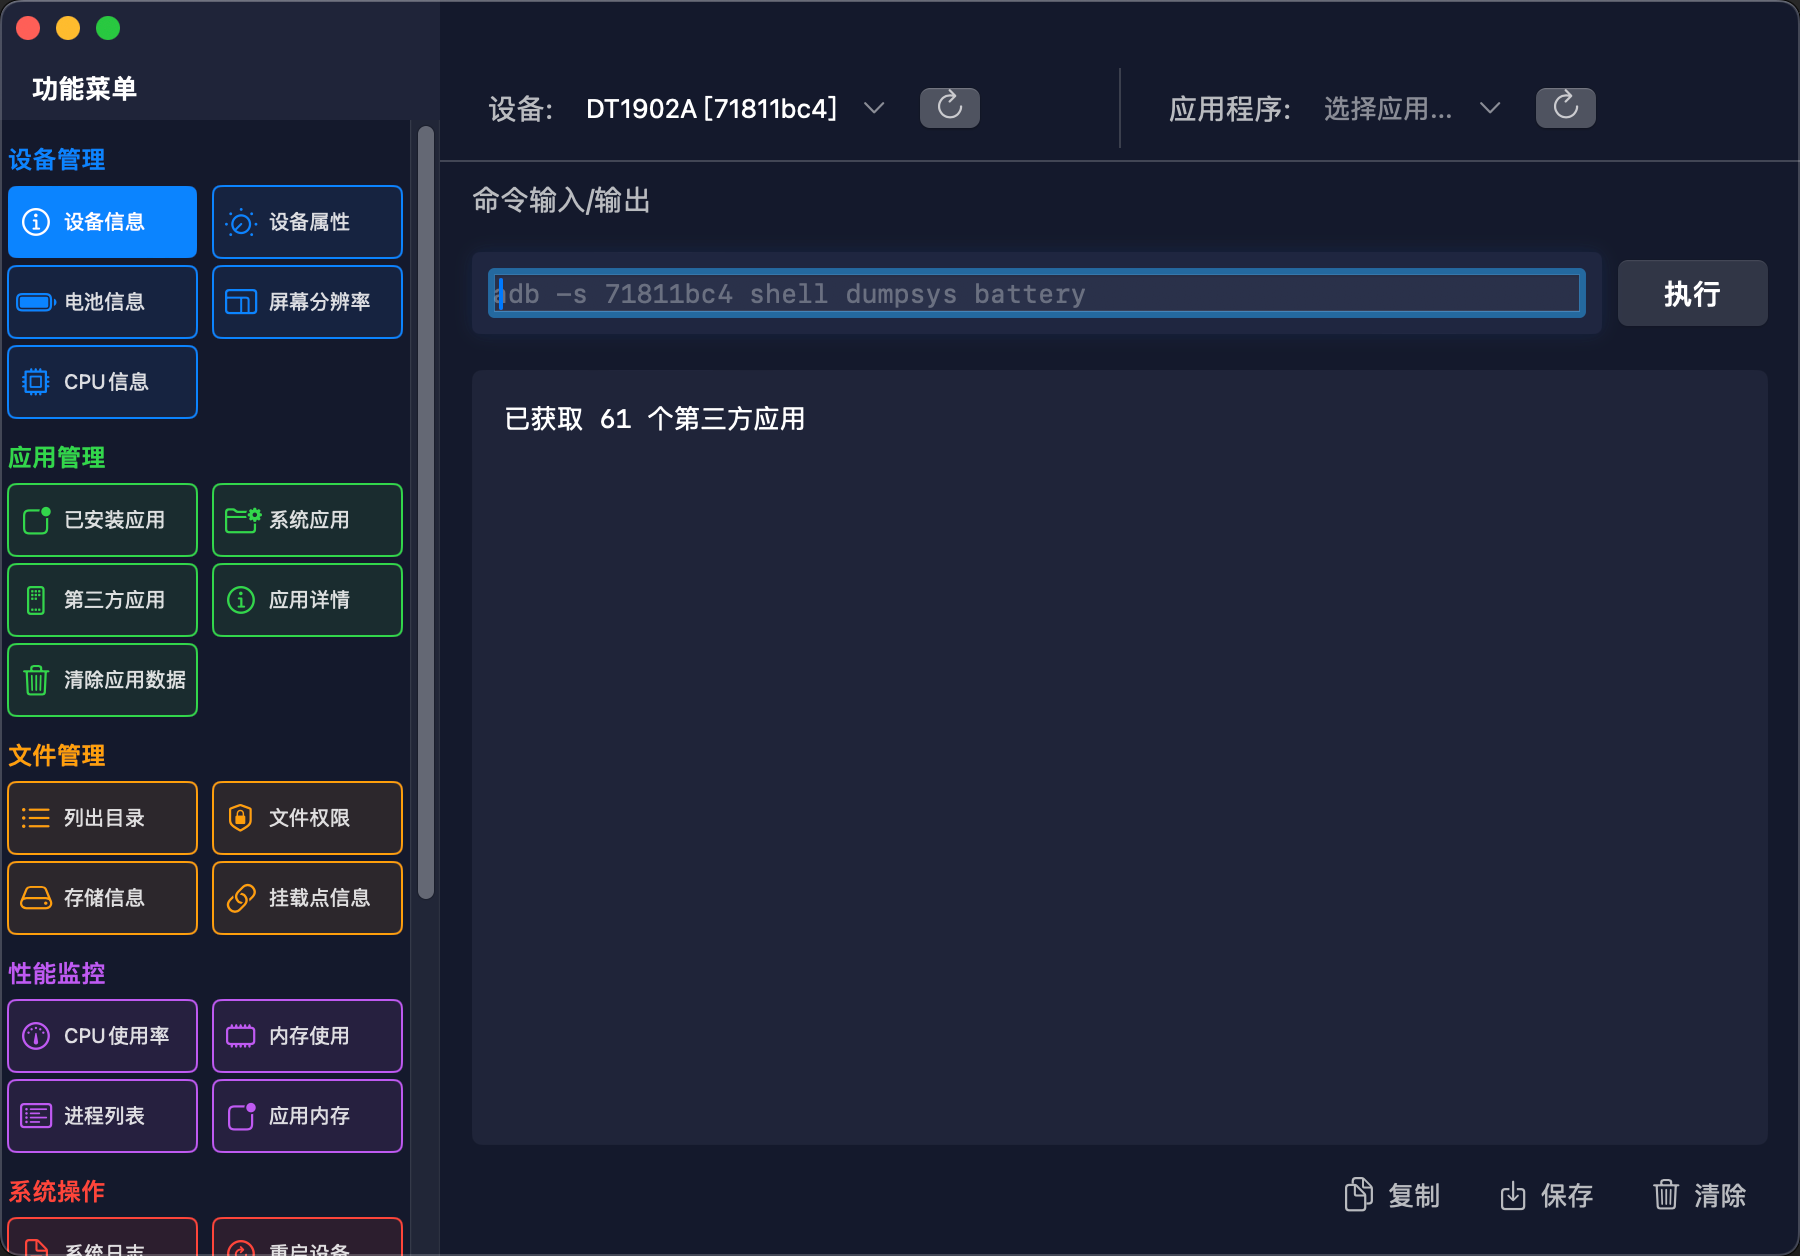 功能菜单
设备: DT1902A [71811bc4]
应用程序: 选择应用...
设备管理
设备信息
设备属性
电池信息
屏幕分辨率
CPU信息
应用管理
已安装应用
系统应用
第三方应用
应用详情
清除应用数据
文件管理
列出目录
文件权限
存储信息
挂载点信息
性能监控
CPU使用率
内存使用
进程列表
应用内存
系统操作
系统日志
重启设备
命令输入/输出
adb -s 71811bc4 shell dumpsys battery
执行
已获取 61 个第三方应用
复制
保存
清除